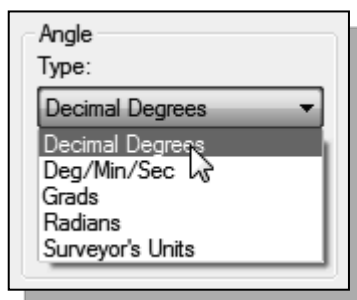 Angle
Type:
Decimal Degrees
Decimal Degrees
Deg/Min/Sec
Grads
Radians
Surveyor's Units